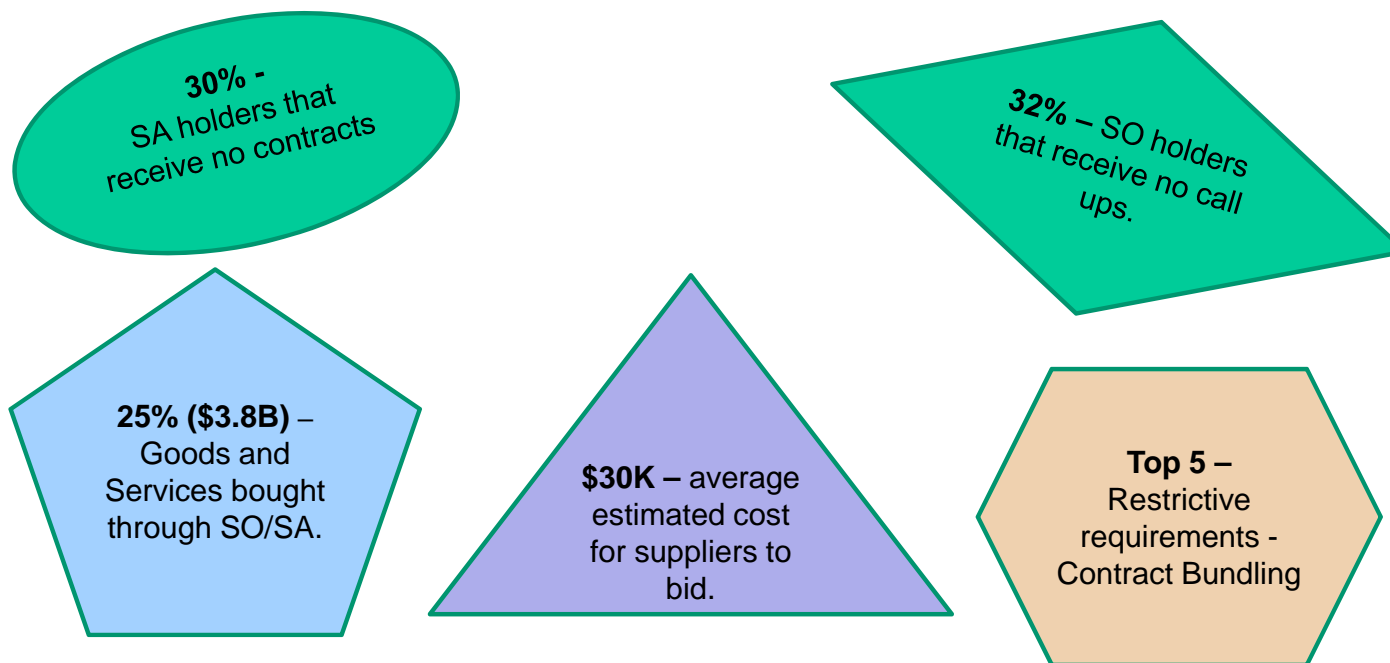 30% -
SA holders that
receive no contracts
32% – SO holders
that receive no call
ups.
25% ($3.8B) –
Goods and
Services bought
through SO/SA.
$30K – average
estimated cost
for suppliers to
bid.
Top 5 –
Restrictive
requirements -
Contract Bundling